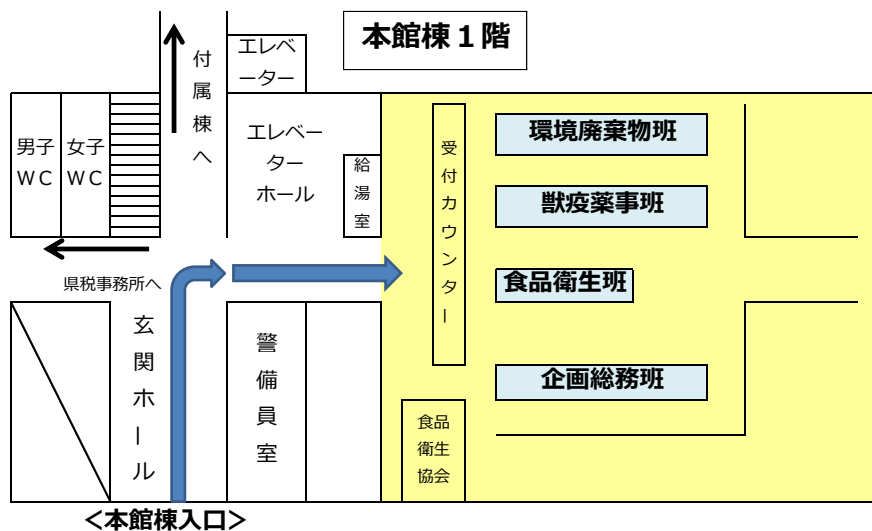 本館棟１階
エレベ
ーター
付属棟へ
男子
ＷＣ
女子
ＷＣ
エレベー
ター
ホール
給湯室
受付カウンター
環境廃棄物班
獣疫薬事班
食品衛生班
企画総務班
県税事務所へ
玄関ホール
警備員室
食品
衛生
協会
＜本館棟入口＞